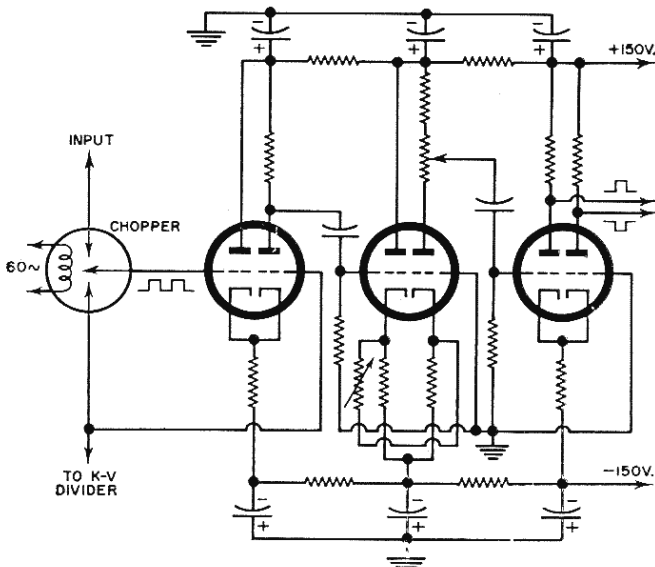 +150V.
INPUT
CHOPPER
60~
TO K-V
DIVIDER
-150V.
- + - + - +
- + - + - +